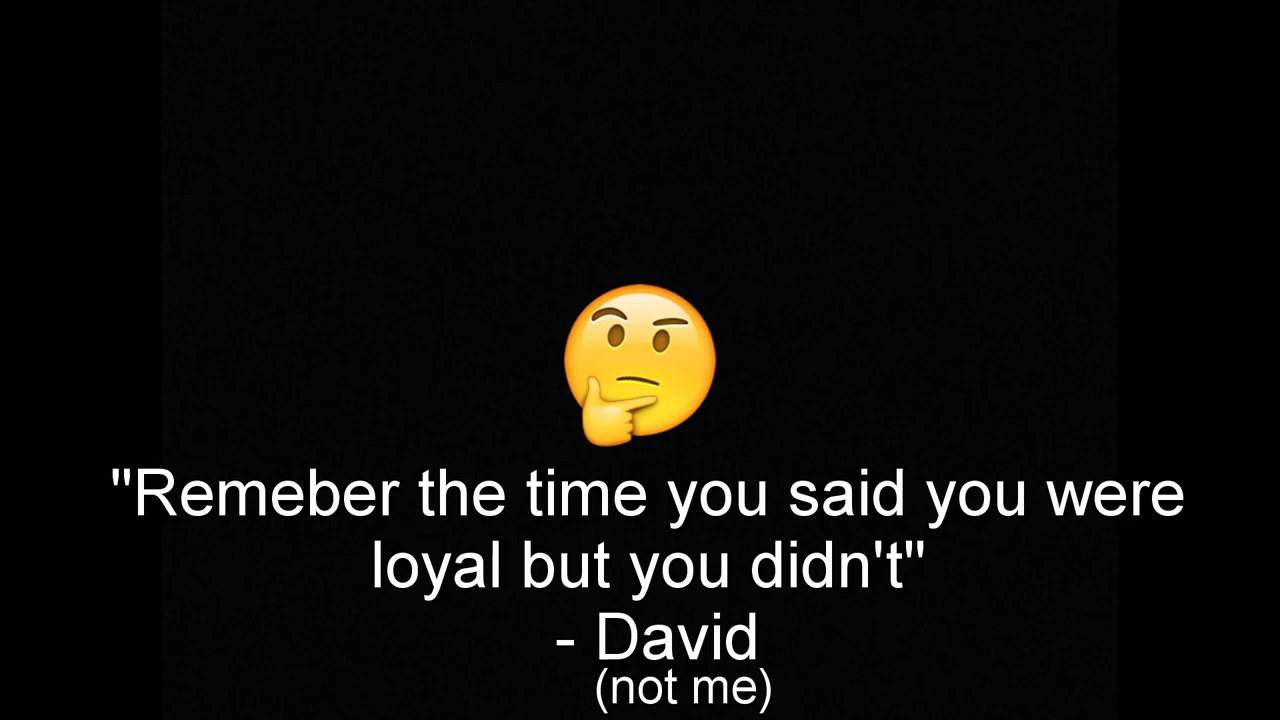 "Remeber the time you said you were
loyal but you didn't"
- David
(not me)